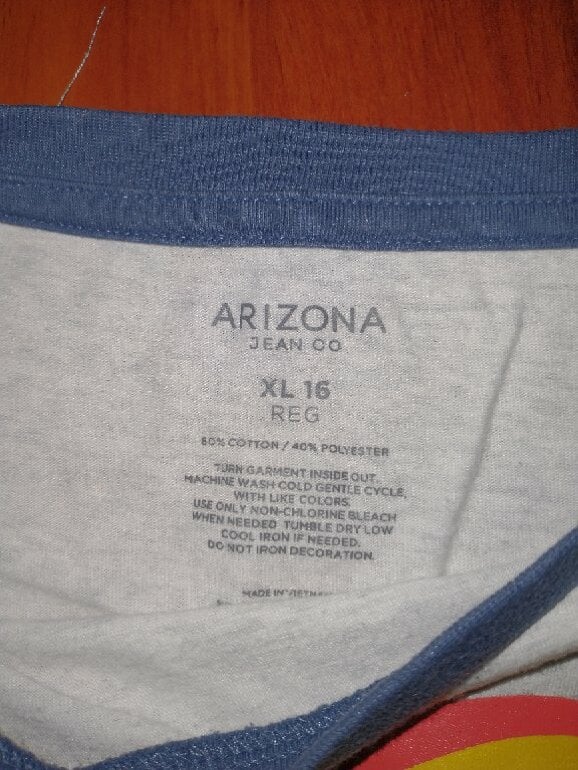 ARIZONA
JEAN CO
XL 16
REG
60% COTTON / 40% POLYESTER
TURN GARMENT INSIDE OUT.
MACHINE WASH COLD GENTLE CYCLE,
WITH LIKE COLORS.
USE ONLY NON-CHLORINE BLEACH
WHEN NEEDED TUMBLE DRY LOW
COOL IRON IF NEEDED.
DO NOT IRON DECORATION.
MADE IN